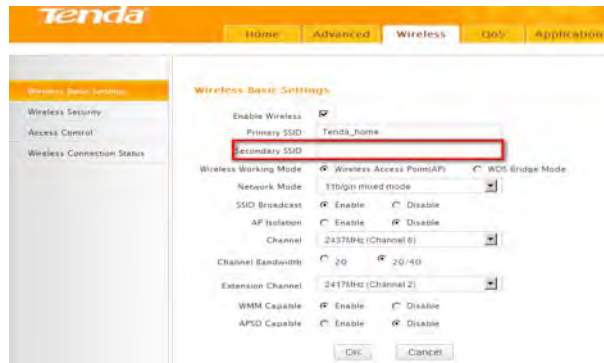 Tenda
Home Advanced Wireless QoS Application
Wireless Basic Settings
Wireless Security
Access Control
Wireless Connection Status
Wireless Basic Settings
Enable Wireless
Primary SSID Tenda_home
Secondary SSID
Wireless Working Mode Wireless Access Point(AP) WDS Bridge Mode
Network Mode 11b/g/n mixed mode
SSID Broadcast Enable Disable
AP Isolation Enable Disable
Channel 2437MHz (Channel 6)
Channel Bandwidth 20 20/40
Extension Channel 2417MHz (Channel 2)
WMM Capable Enable Disable
APSD Capable Enable Disable
OK Cancel